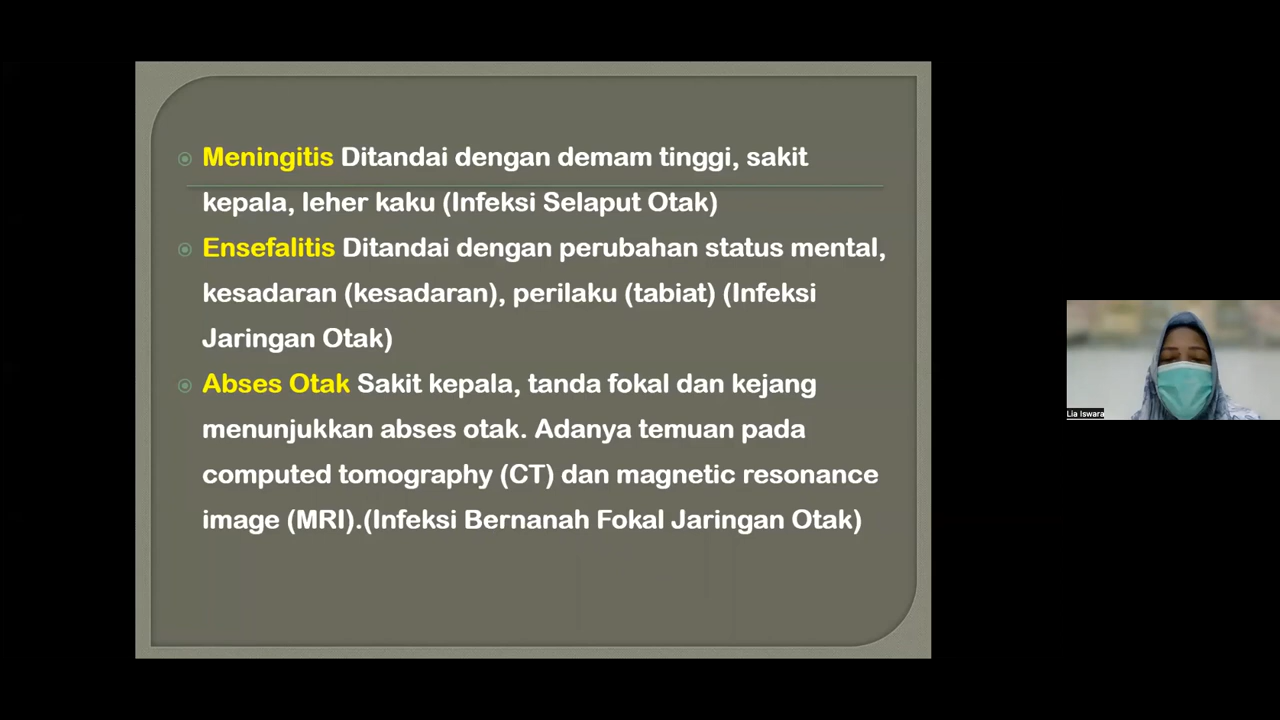 Meningitis Ditandai dengan demam tinggi, sakit
kepala, leher kaku (Infeksi Selaput Otak)
Ensefalitis Ditandai dengan perubahan status mental,
kesadaran (kesadaran), perilaku (tabiat) (Infeksi
Jaringan Otak)
Abses Otak Sakit kepala, tanda fokal dan kejang
menunjukkan abses otak. Adanya temuan pada
computed tomography (CT) dan magnetic resonance
image (MRI).(Infeksi Bernanah Fokal Jaringan Otak)
Lia Iswara